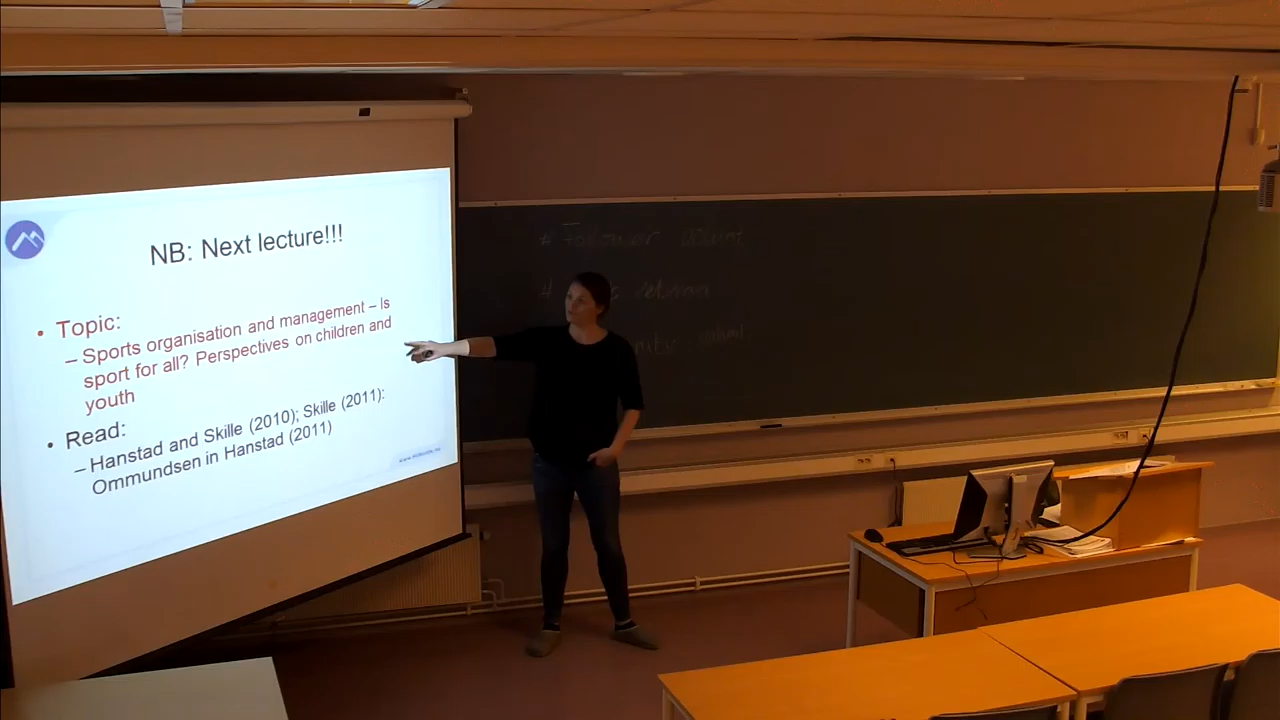 NB: Next lecture!!!
• Topic:
– Sports organisation and management – Is
sport for all? Perspectives on children and
youth
• Read:
– Hanstad and Skille (2010); Skille (2011):
Ommundsen in Hanstad (2011)
# Follower
#